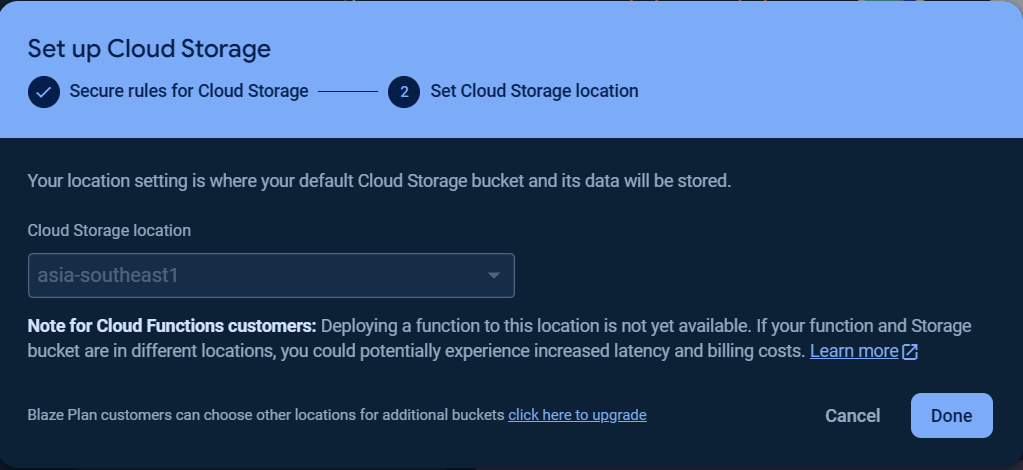 Set up Cloud Storage
Secure rules for Cloud Storage
2
Set Cloud Storage location
Your location setting is where your default Cloud Storage bucket and its data will be stored.
Cloud Storage location
asia-southeast1
Note for Cloud Functions customers: Deploying a function to this location is not yet available. If your function and Storage
bucket are in different locations, you could potentially experience increased latency and billing costs. Learn more
Blaze Plan customers can choose other locations for additional buckets click here to upgrade
Cancel
Done